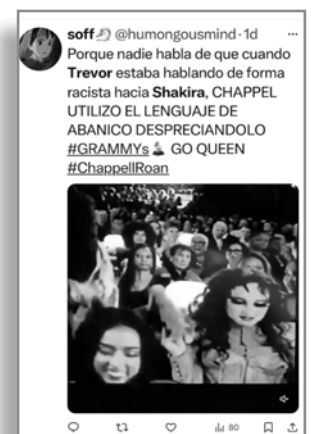 soff @humongousmind · 1d ...
Porque nadie habla de que cuando
Trevor estaba hablando de forma
racista hacia Shakira, CHAPPEL
UTILIZO EL LENGUAJE DE
ABANICO DESPRECIANDOLO
#GRAMMYs GO QUEEN
#ChappellRoan
80